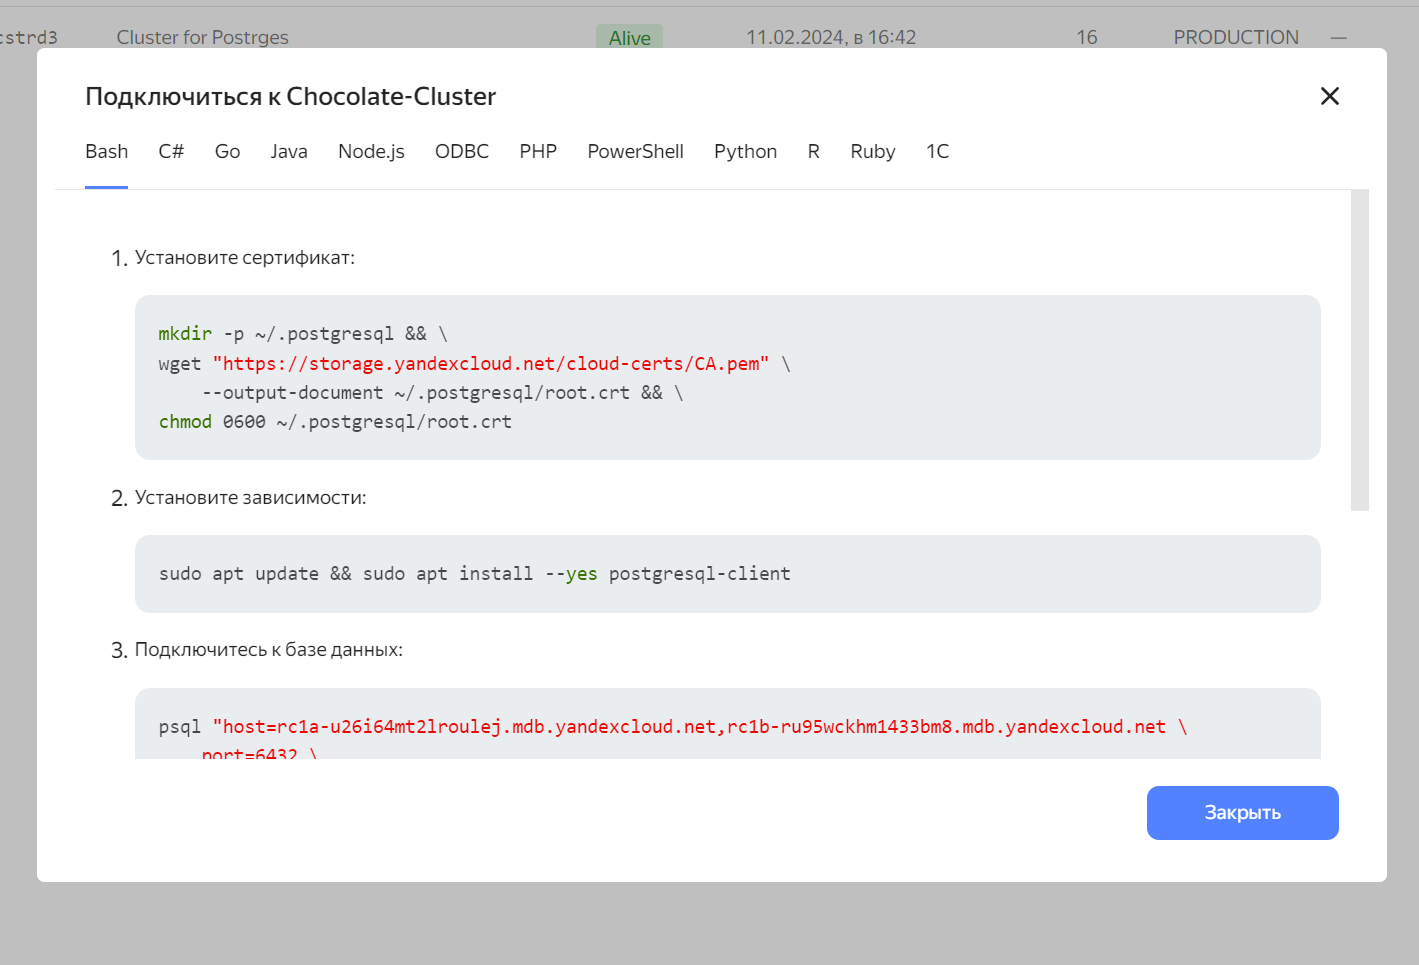 cstrd3 Cluster for Postrges Alive 11.02.2024, в 16:42 16 PRODUCTION —
Подключиться к Chocolate-Cluster
Bash C# Go Java Node.js ODBC PHP PowerShell Python R Ruby 1C
1. Установите сертификат:
mkdir -p ~/.postgresql && \
wget "https://storage.yandexcloud.net/cloud-certs/CA.pem" \
    --output-document ~/.postgresql/root.crt && \
chmod 0600 ~/.postgresql/root.crt
2. Установите зависимости:
sudo apt update && sudo apt install --yes postgresql-client
3. Подключитесь к базе данных:
psql "host=rc1a-u26i64mt2lroulej.mdb.yandexcloud.net,rc1b-ru95wckhm1433bm8.mdb.yandexcloud.net \
    port=6432 \
Закрыть